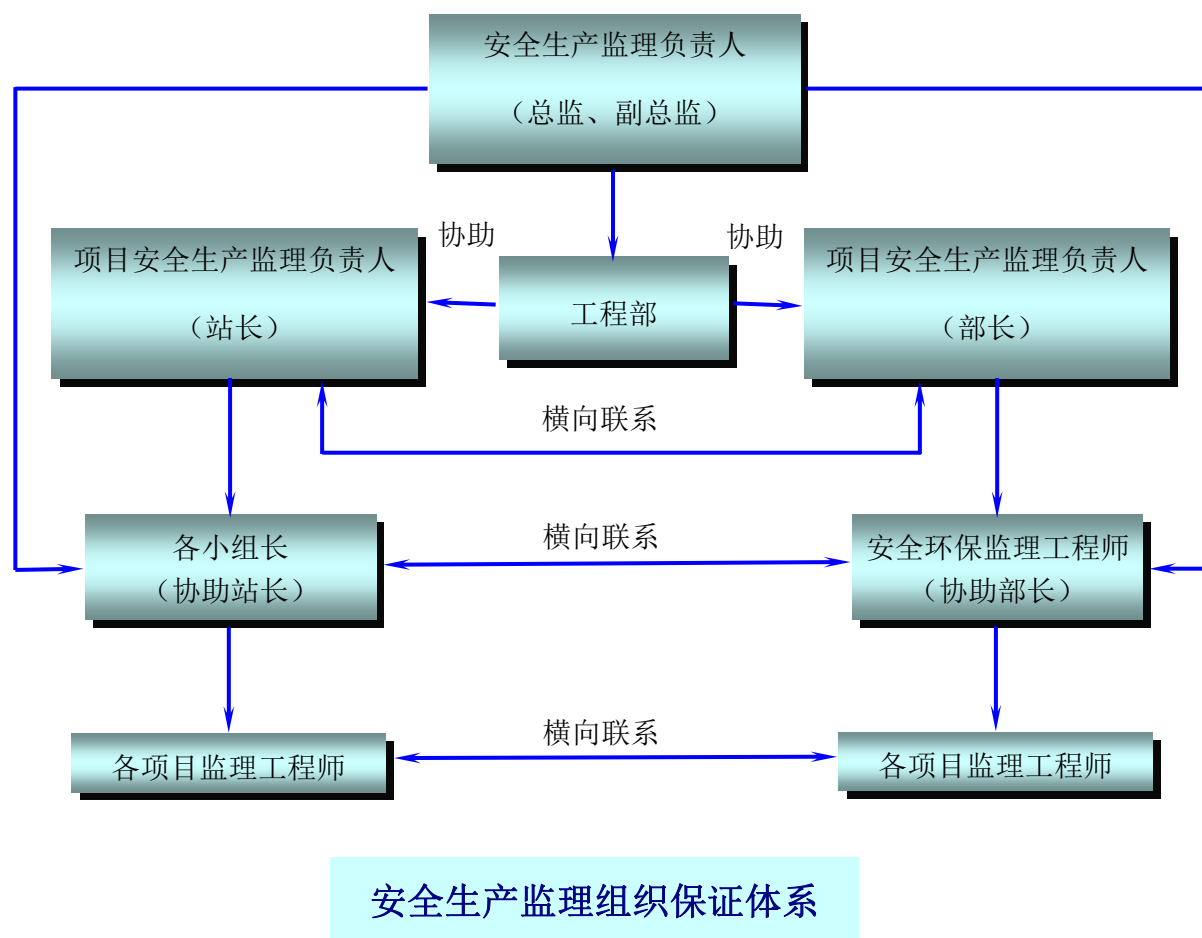 安全生产监理负责人
（总监、副总监）
协助
协助
项目安全生产监理负责人
（站长）
工程部
项目安全生产监理负责人
（部长）
横向联系
各小组长
（协助站长）
横向联系
安全环保监理工程师
（协助部长）
横向联系
各项目监理工程师
各项目监理工程师
安全生产监理组织保证体系